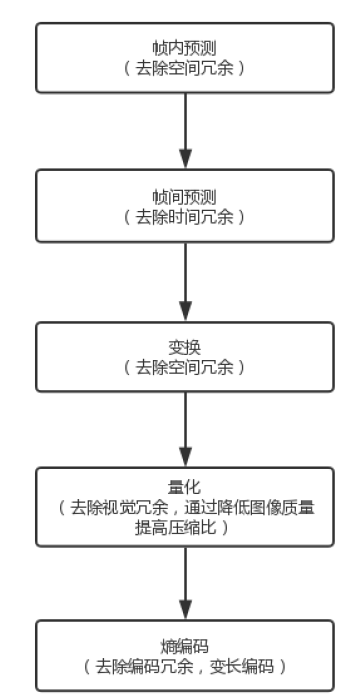 帧内预测
（去除空间冗余）
帧间预测
（去除时间冗余）
变换
（去除空间冗余）
量化
（去除视觉冗余，通过降低图像质量
提高压缩比）
熵编码
（去除编码冗余，变长编码）